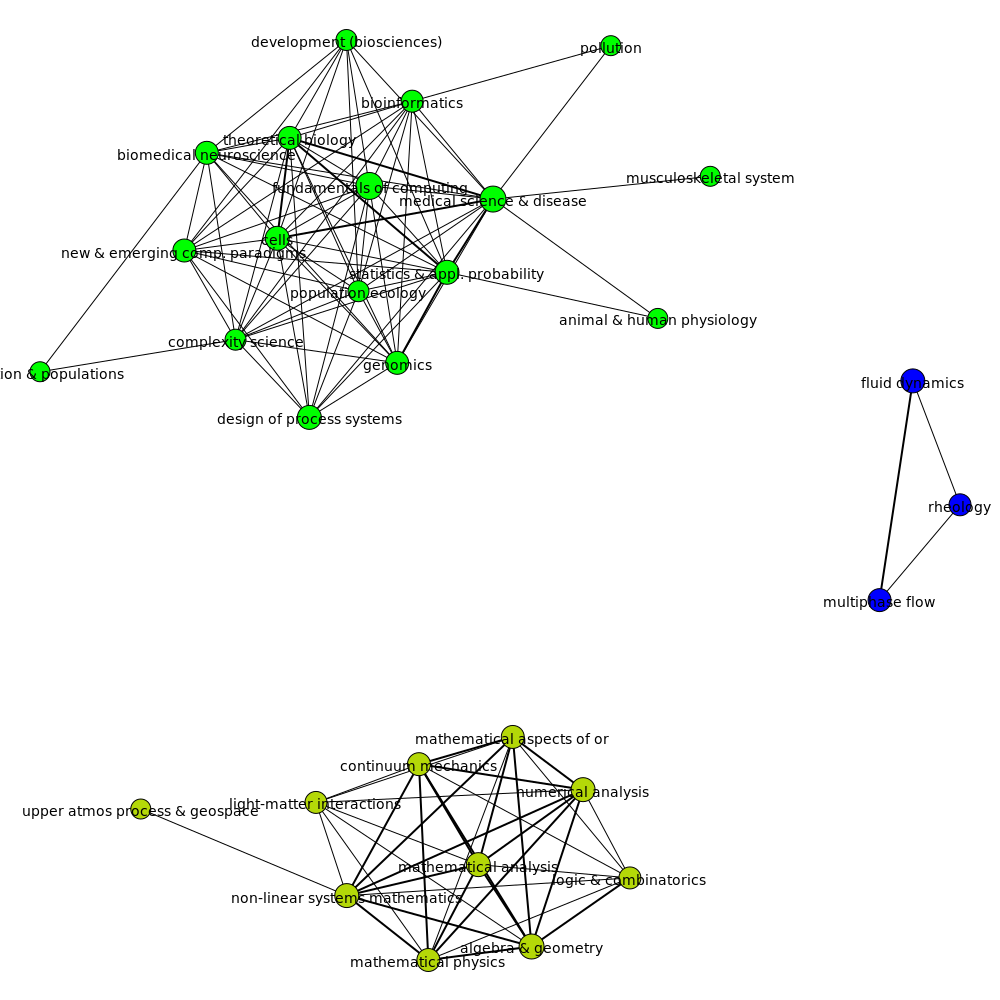 development (biosciences)
pollution
bioinformatics
theoretical biology
biomedical neuroscience
musculoskeletal system
fundamentals of computing
medical science & disease
cells
new & emerging comp. paradigms
statistics & appl. probability
population ecology
animal & human physiology
complexity science
genomics
ion & populations
fluid dynamics
design of process systems
rheology
multiphase flow
mathematical aspects of or
continuum mechanics
numerical analysis
light-matter interactions
upper atmos process & geospace
mathematical analysis
logic & combinatorics
non-linear systems mathematics
algebra & geometry
mathematical physics